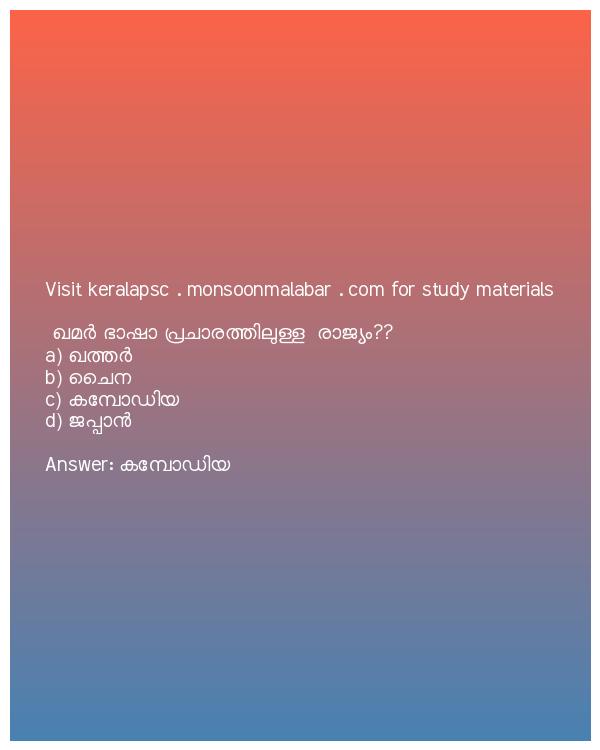 Visit keralapsc . monsoonmalabar . com for study materials
ഖമർ ഭാഷാ പ്രചാരത്തിലുള്ള രാജ്യം??
a) ഖത്തർ
b) ചൈന
c) കമ്പോഡിയ
d) ജപ്പാൻ
Answer: കമ്പോഡിയ